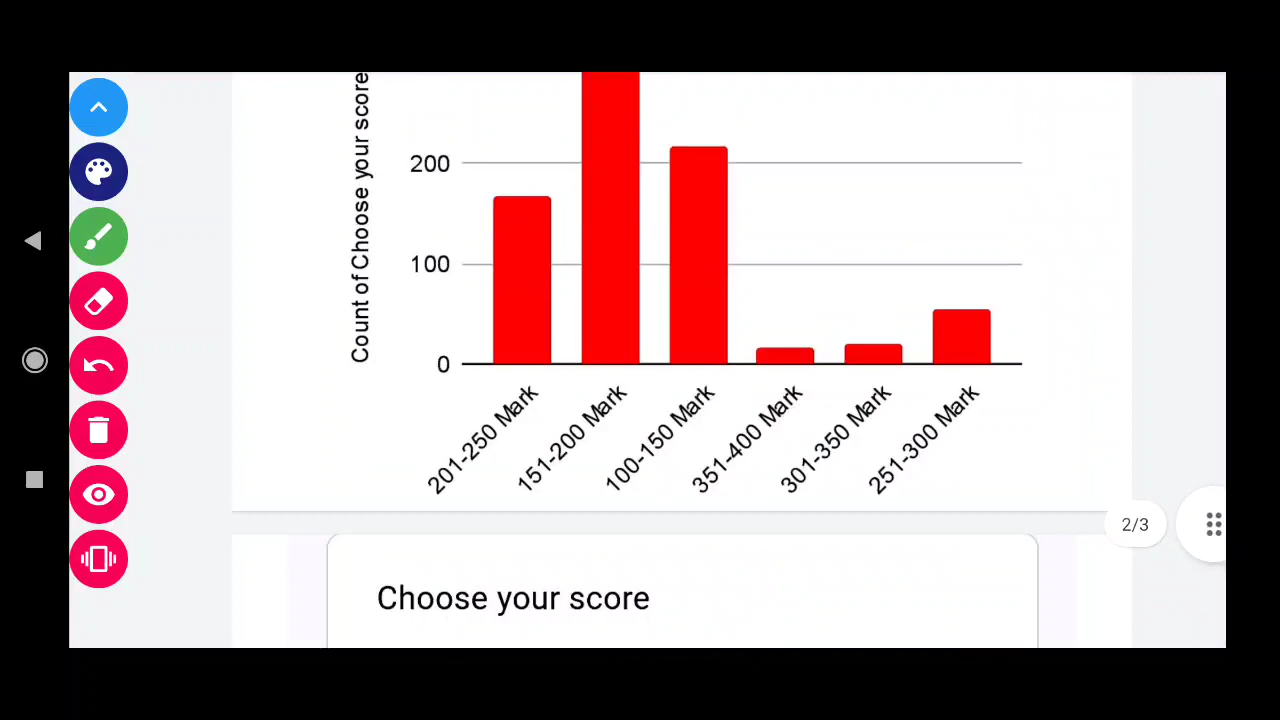 Count of Choose your score
200
100
0
201-250 Mark
151-200 Mark
100-150 Mark
351-400 Mark
301-350 Mark
251-300 Mark
2/3
Choose your score